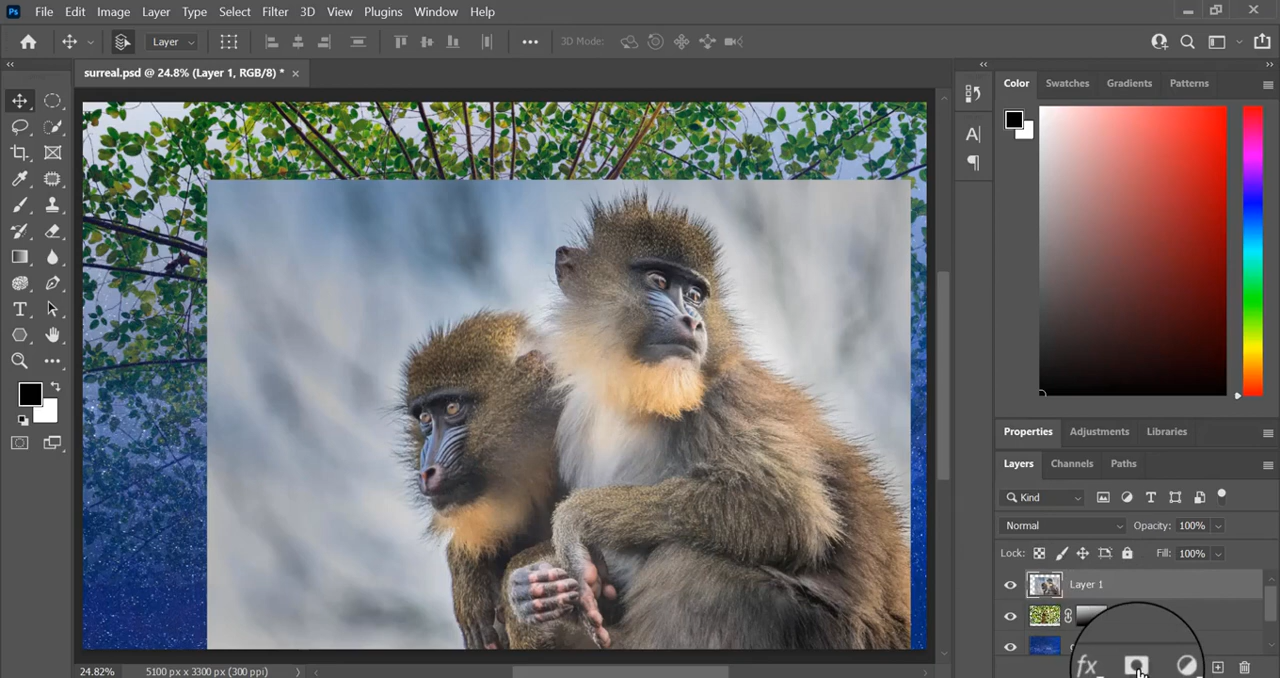 Ps File Edit Image Layer Type Select Filter 3D View Plugins Window Help
Layer 3D Mode:
surreal.psd @ 24.8% (Layer 1, RGB/8) * ×
Color Swatches Gradients Patterns
A|
T
Properties Adjustments Libraries
Layers Channels Paths
Kind
Normal Opacity: 100%
Lock: Fill: 100%
Layer 1
fx
24.82% 5100 px x 3300 px (300 ppi)